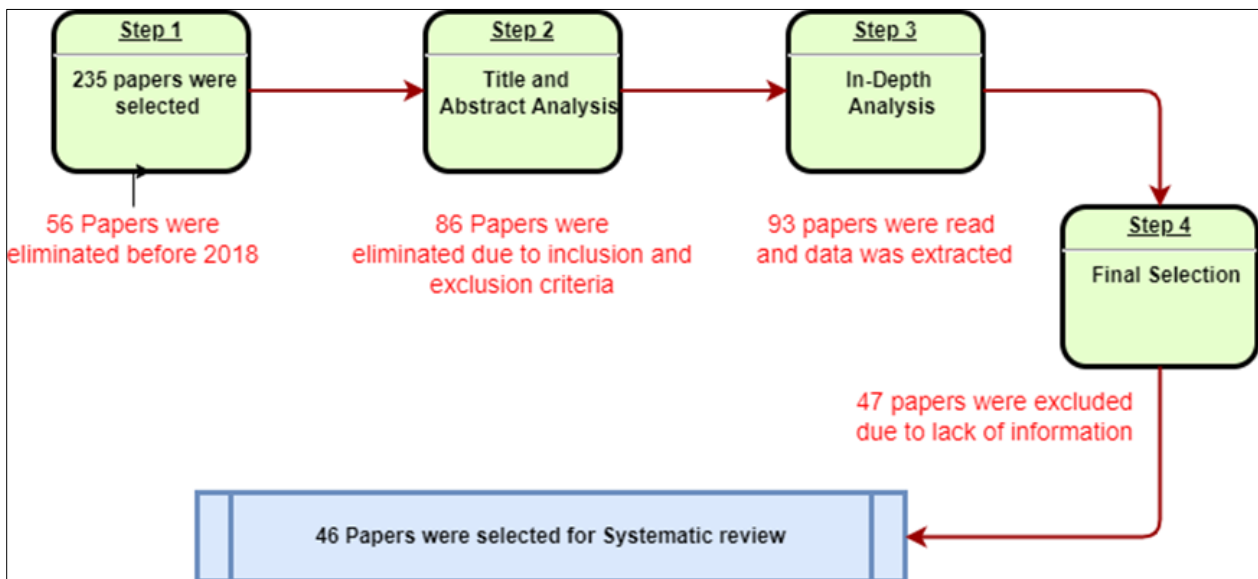 Step 1
235 papers were
selected
56 Papers were
eliminated before 2018
Step 2
Title and
Abstract Analysis
86 Papers were
eliminated due to inclusion and
exclusion criteria
Step 3
In-Depth
Analysis
93 papers were read
and data was extracted
Step 4
Final Selection
47 papers were excluded
due to lack of information
46 Papers were selected for Systematic review